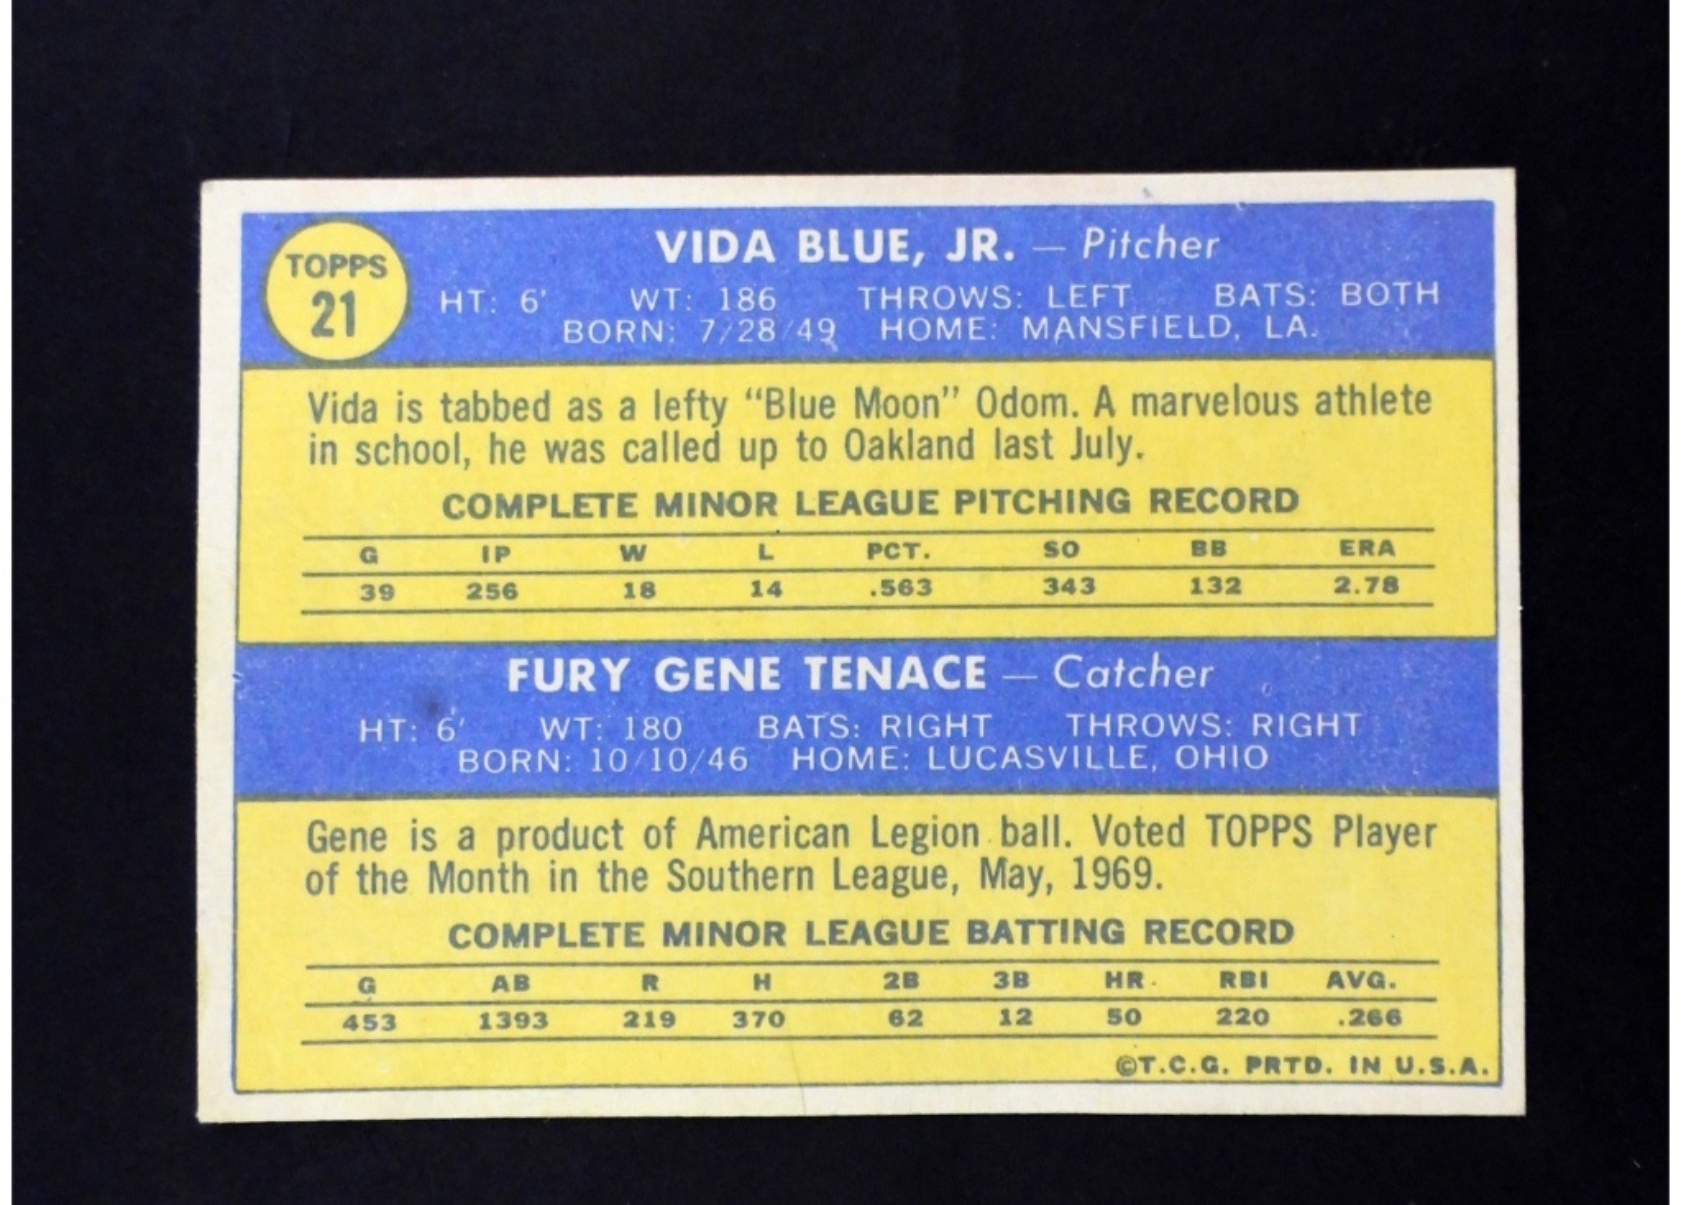 TOPPS
21
VIDA BLUE, JR. — Pitcher
HT: 6' WT: 186 THROWS: LEFT BATS: BOTH
BORN: 7/28/49 HOME: MANSFIELD, LA.
Vida is tabbed as a lefty “Blue Moon” Odom. A marvelous athlete
in school, he was called up to Oakland last July.
COMPLETE MINOR LEAGUE PITCHING RECORD
G IP W L PCT. SO BB ERA
39 256 18 14 .563 343 132 2.78
FURY GENE TENACE — Catcher
HT: 6' WT: 180 BATS: RIGHT THROWS: RIGHT
BORN: 10/10/46 HOME: LUCASVILLE, OHIO
Gene is a product of American Legion ball. Voted TOPPS Player
of the Month in the Southern League, May, 1969.
COMPLETE MINOR LEAGUE BATTING RECORD
G AB R H 2B 3B HR RBI AVG.
453 1393 219 370 62 12 50 220 .266
©T.C.G. PRTD. IN U.S.A.